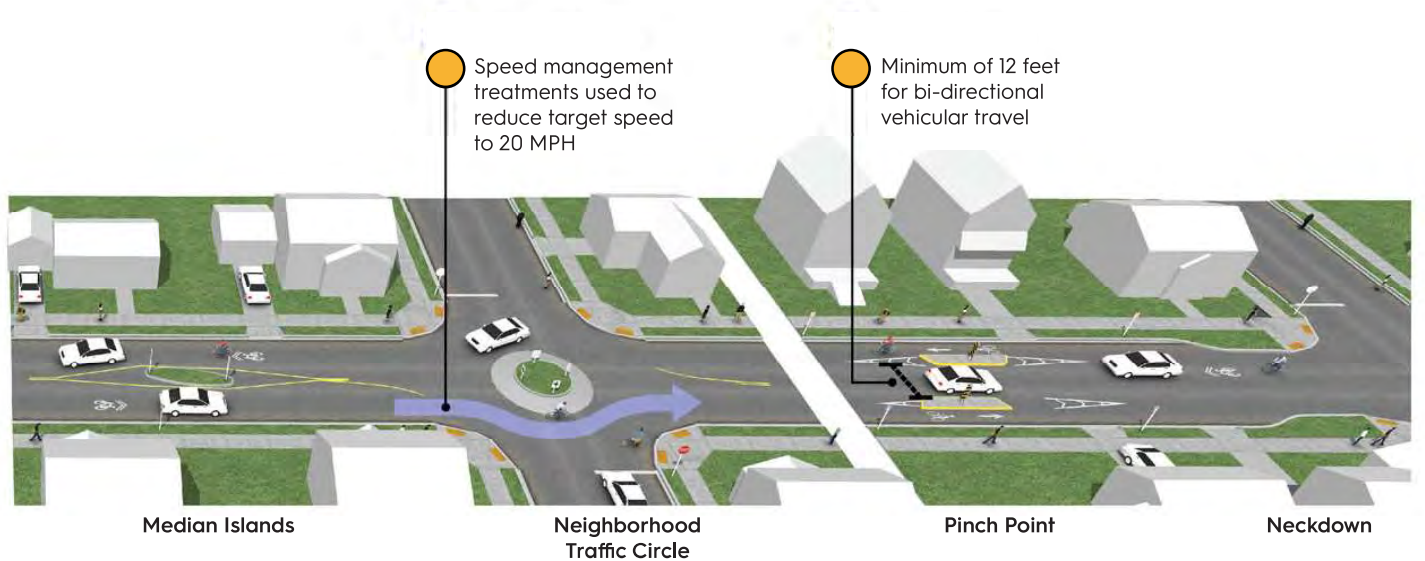 Speed management
treatments used to
reduce target speed
to 20 MPH
Minimum of 12 feet
for bi-directional
vehicular travel
Median Islands
Neighborhood
Traffic Circle
Pinch Point
Neckdown